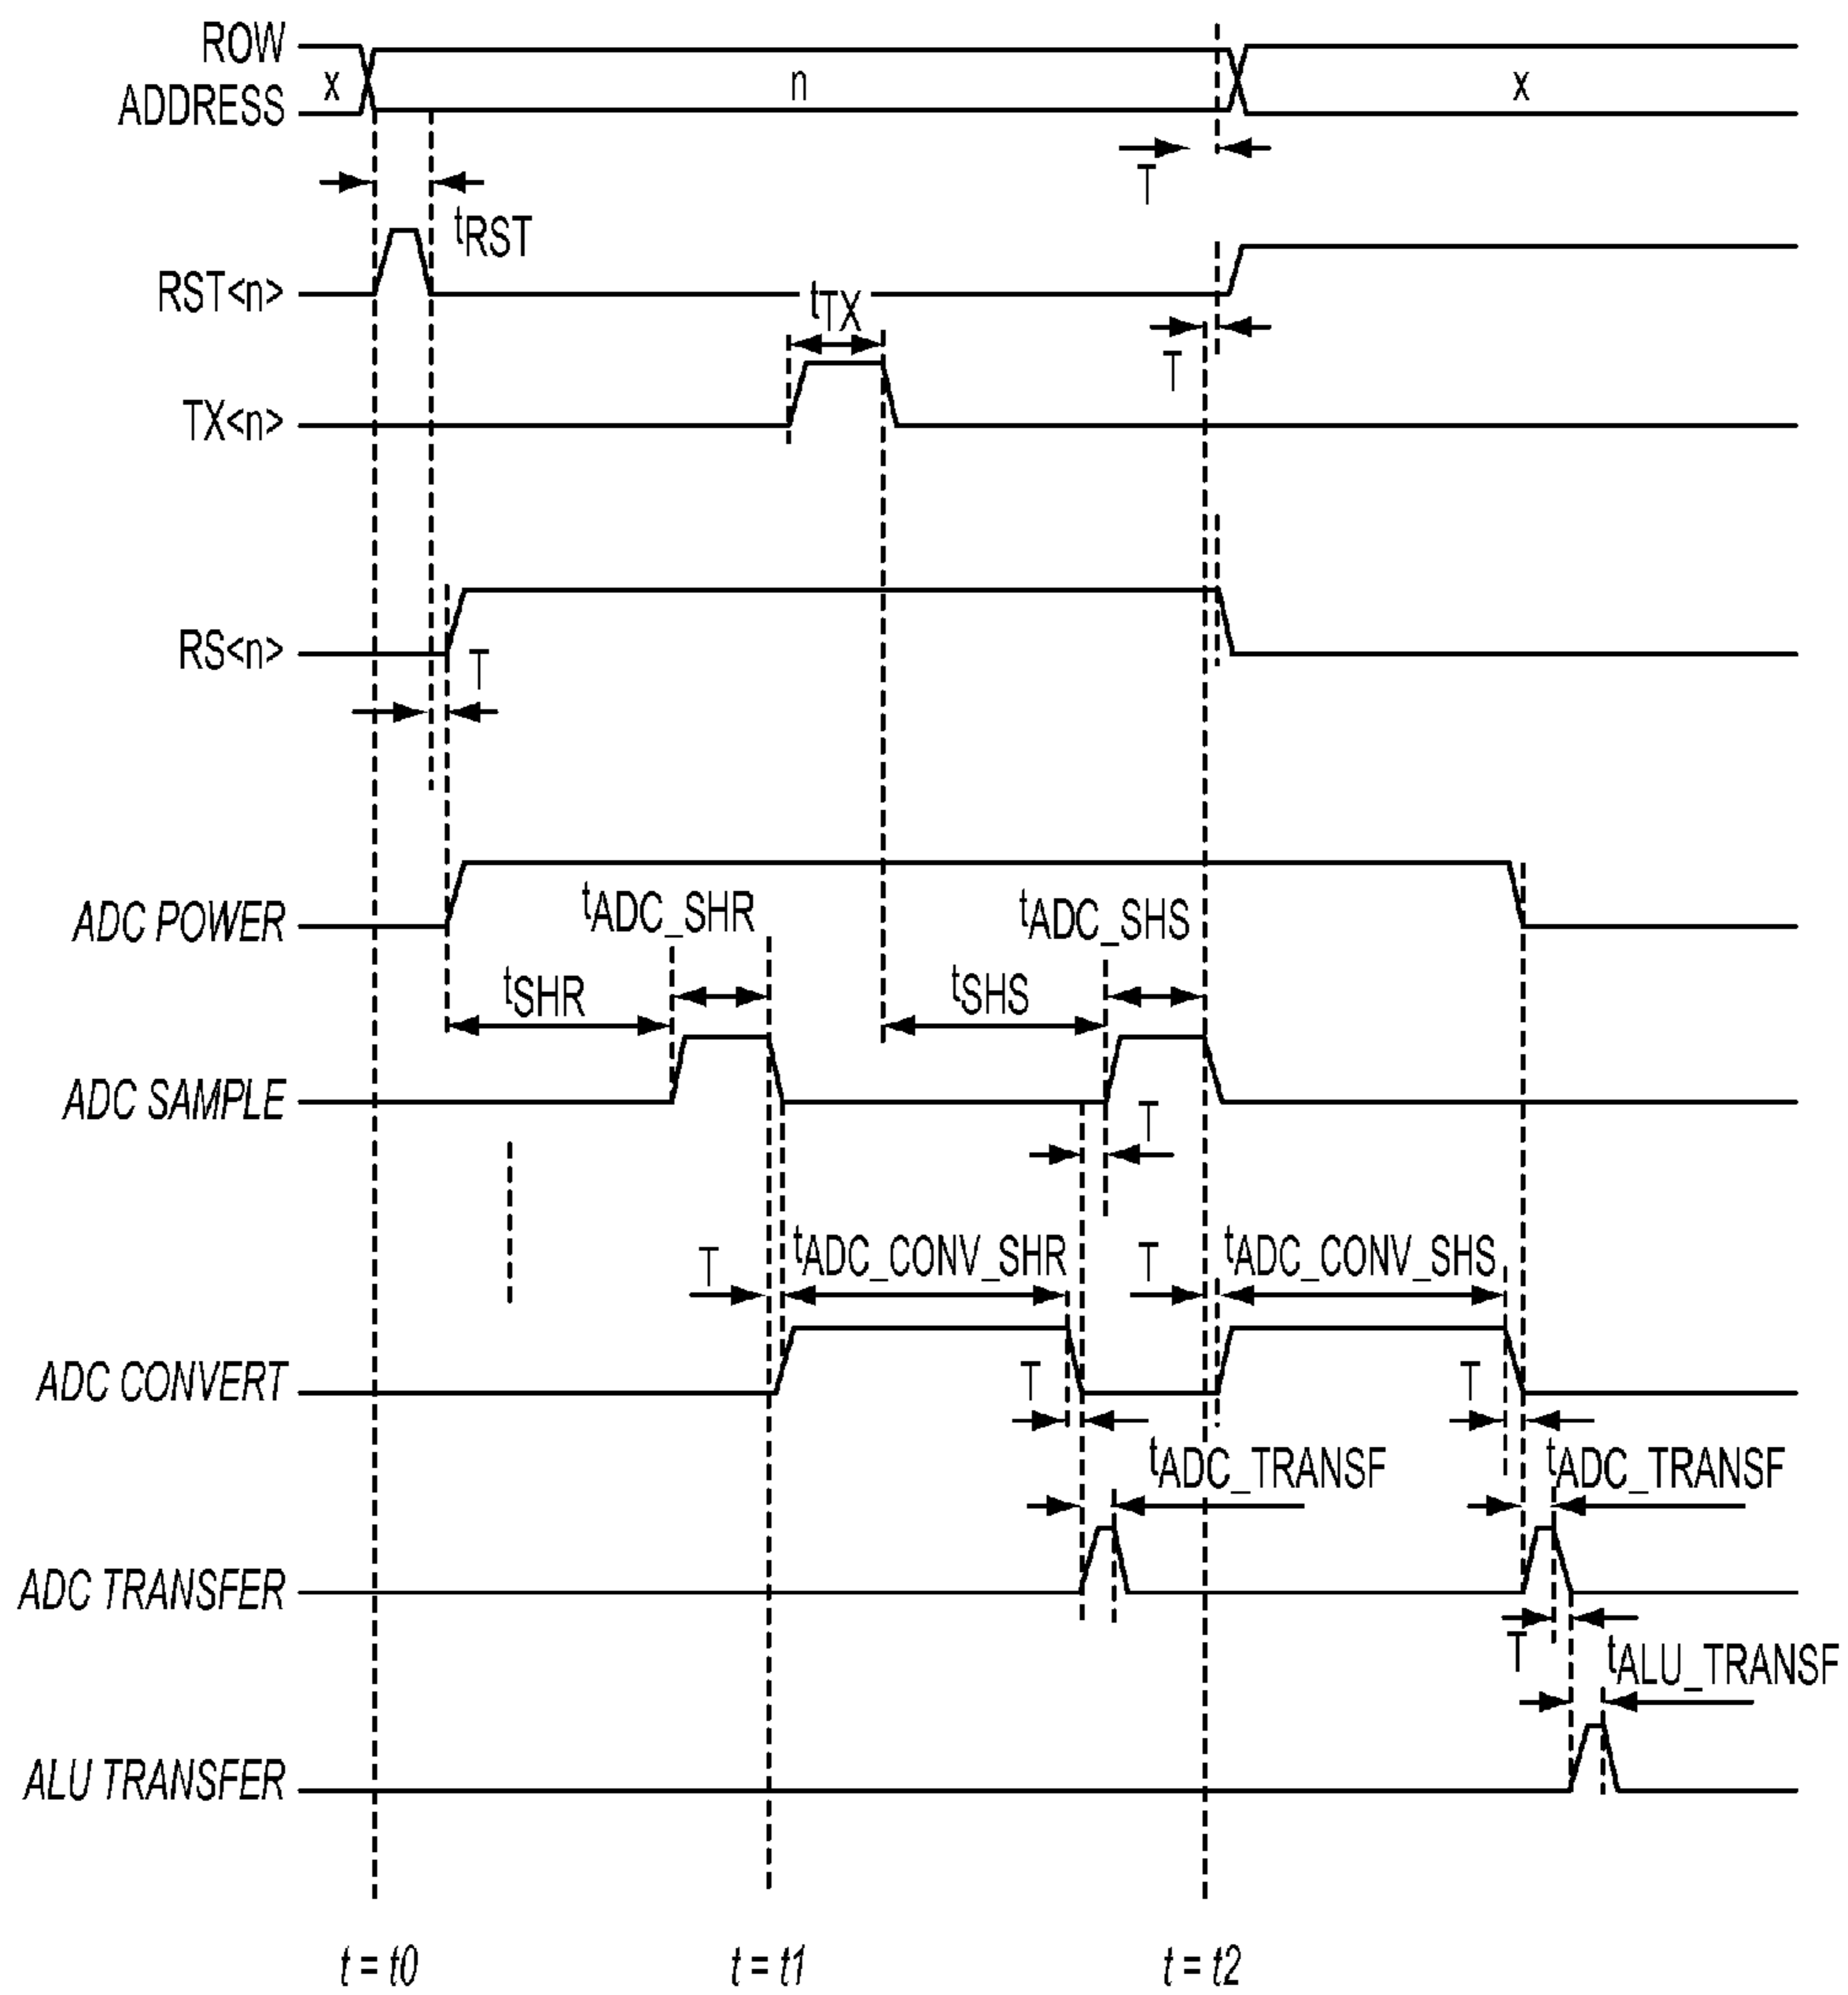 ROW
ADDRESS
x
n
x
T
tRST
RST<n>
tTX
T
TX<n>
RS<n>
T
ADC POWER
tADC_SHR
tADC_SHS
tSHR
tSHS
ADC SAMPLE
T
T
tADC_CONV_SHR
T
tADC_CONV_SHS
ADC CONVERT
T
T
tADC_TRANSF
tADC_TRANSF
ADC TRANSFER
T
tALU_TRANSF
ALU TRANSFER
t = t0
t = t1
t = t2